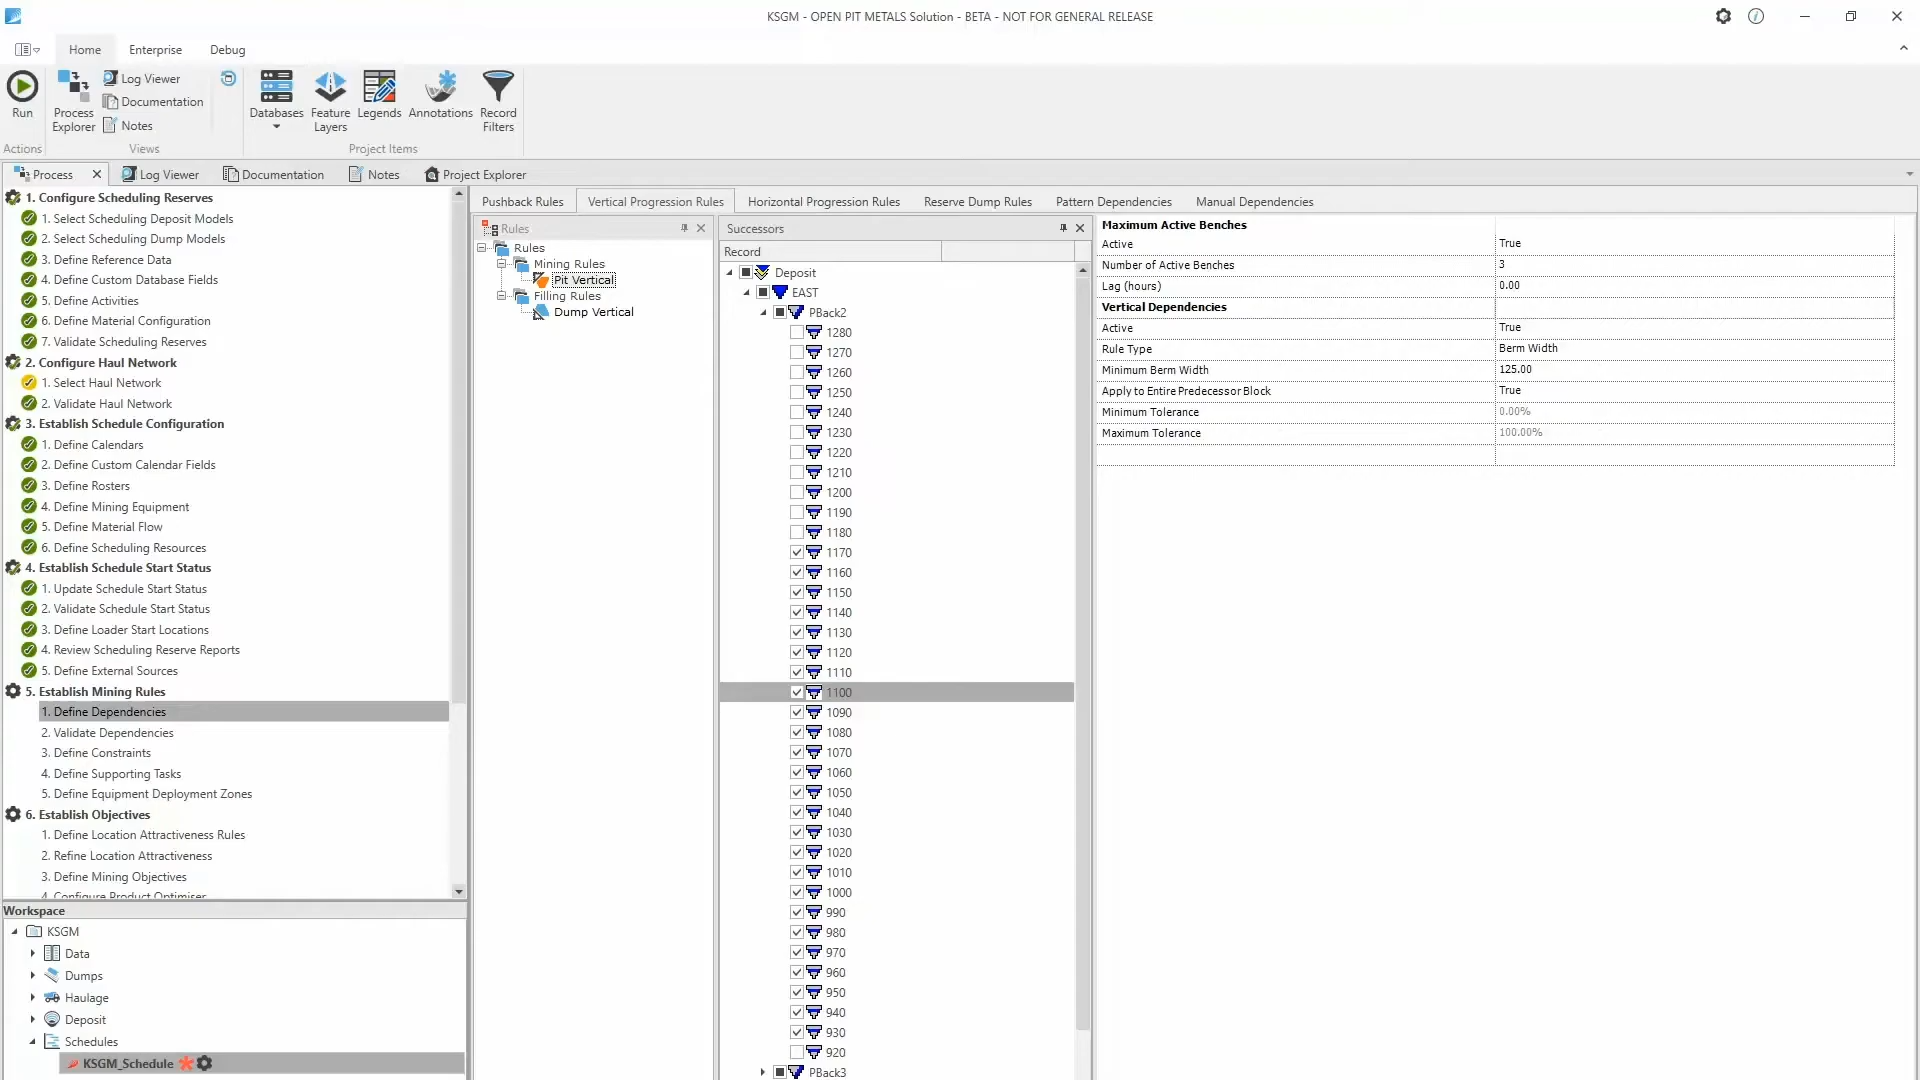 KSGM - OPEN PIT METALS Solution - BETA - NOT FOR GENERAL RELEASE
Home Enterprise Debug
Run
Process Explorer
Log Viewer
Documentation
Notes
Databases
Feature Layers
Legends
Annotations
Record Filters
Actions Views Project Items
Process Log Viewer Documentation Notes Project Explorer
1. Configure Scheduling Reserves
1. Select Scheduling Deposit Models
2. Select Scheduling Dump Models
3. Define Reference Data
4. Define Custom Database Fields
5. Define Activities
6. Define Material Configuration
7. Validate Scheduling Reserves
2. Configure Haul Network
1. Select Haul Network
2. Validate Haul Network
3. Establish Schedule Configuration
1. Define Calendars
2. Define Custom Calendar Fields
3. Define Rosters
4. Define Mining Equipment
5. Define Material Flow
6. Define Scheduling Resources
4. Establish Schedule Start Status
1. Update Schedule Start Status
2. Validate Schedule Start Status
3. Define Loader Start Locations
4. Review Scheduling Reserve Reports
5. Define External Sources
5. Establish Mining Rules
1. Define Dependencies
2. Validate Dependencies
3. Define Constraints
4. Define Supporting Tasks
5. Define Equipment Deployment Zones
6. Establish Objectives
1. Define Location Attractiveness Rules
2. Refine Location Attractiveness
3. Define Mining Objectives
4. Configure Product Optimiser
Workspace
KSGM
Data
Dumps
Haulage
Deposit
Schedules
KSGM_Schedule
Pushback Rules Vertical Progression Rules Horizontal Progression Rules Reserve Dump Rules Pattern Dependencies Manual Dependencies
Rules
Rules
Mining Rules
Pit Vertical
Filling Rules
Dump Vertical
Successors
Record
Deposit
EAST
PBack2
1280
1270
1260
1250
1240
1230
1220
1210
1200
1190
1180
1170
1160
1150
1140
1130
1120
1110
1100
1090
1080
1070
1060
1050
1040
1030
1020
1010
1000
990
980
970
960
950
940
930
920
PBack3
Maximum Active Benches
Active True
Number of Active Benches 3
Lag (hours) 0.00
Vertical Dependencies
Active True
Rule Type Berm Width
Minimum Berm Width 125.00
Apply to Entire Predecessor Block True
Minimum Tolerance 0.00%
Maximum Tolerance 100.00%